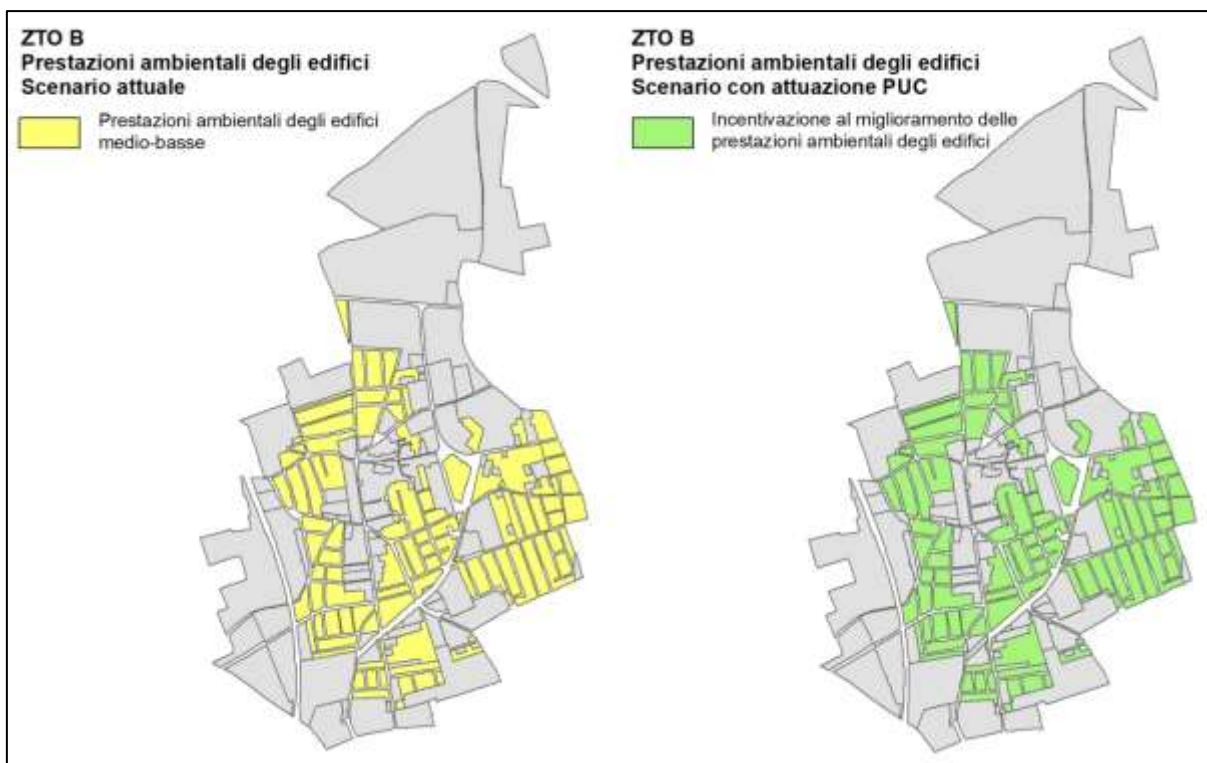 ZTO B
Prestazioni ambientali degli edifici
Scenario attuale
Prestazioni ambientali degli edifici
medio-basse
ZTO B
Prestazioni ambientali degli edifici
Scenario con attuazione PUC
Incentivazione al miglioramento delle
prestazioni ambientali degli edifici